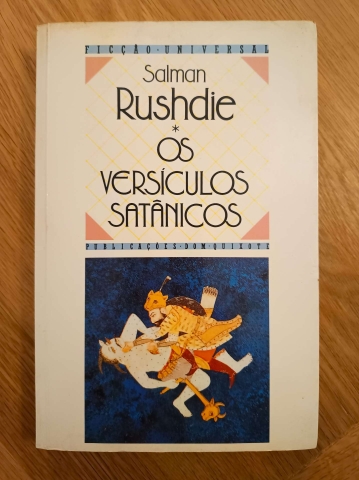 FICÇÃO·UNIVERSAL
Salman
Rushdie
*
OS
VERSÍCULOS
SATÂNICOS
PUBLICAÇÕES·DOM·QUIXOTE